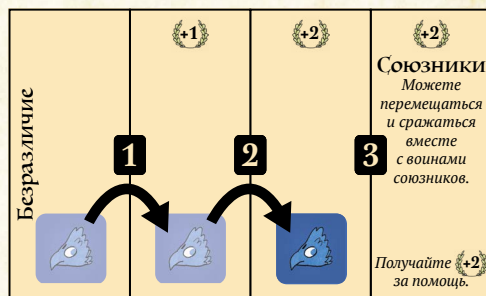 +1
+2
+2
Безразличие
Союзники
Можете
перемещаться
и сражаться
вместе
с воинами
союзников.
1
2
3
Получайте +2
за помощь.